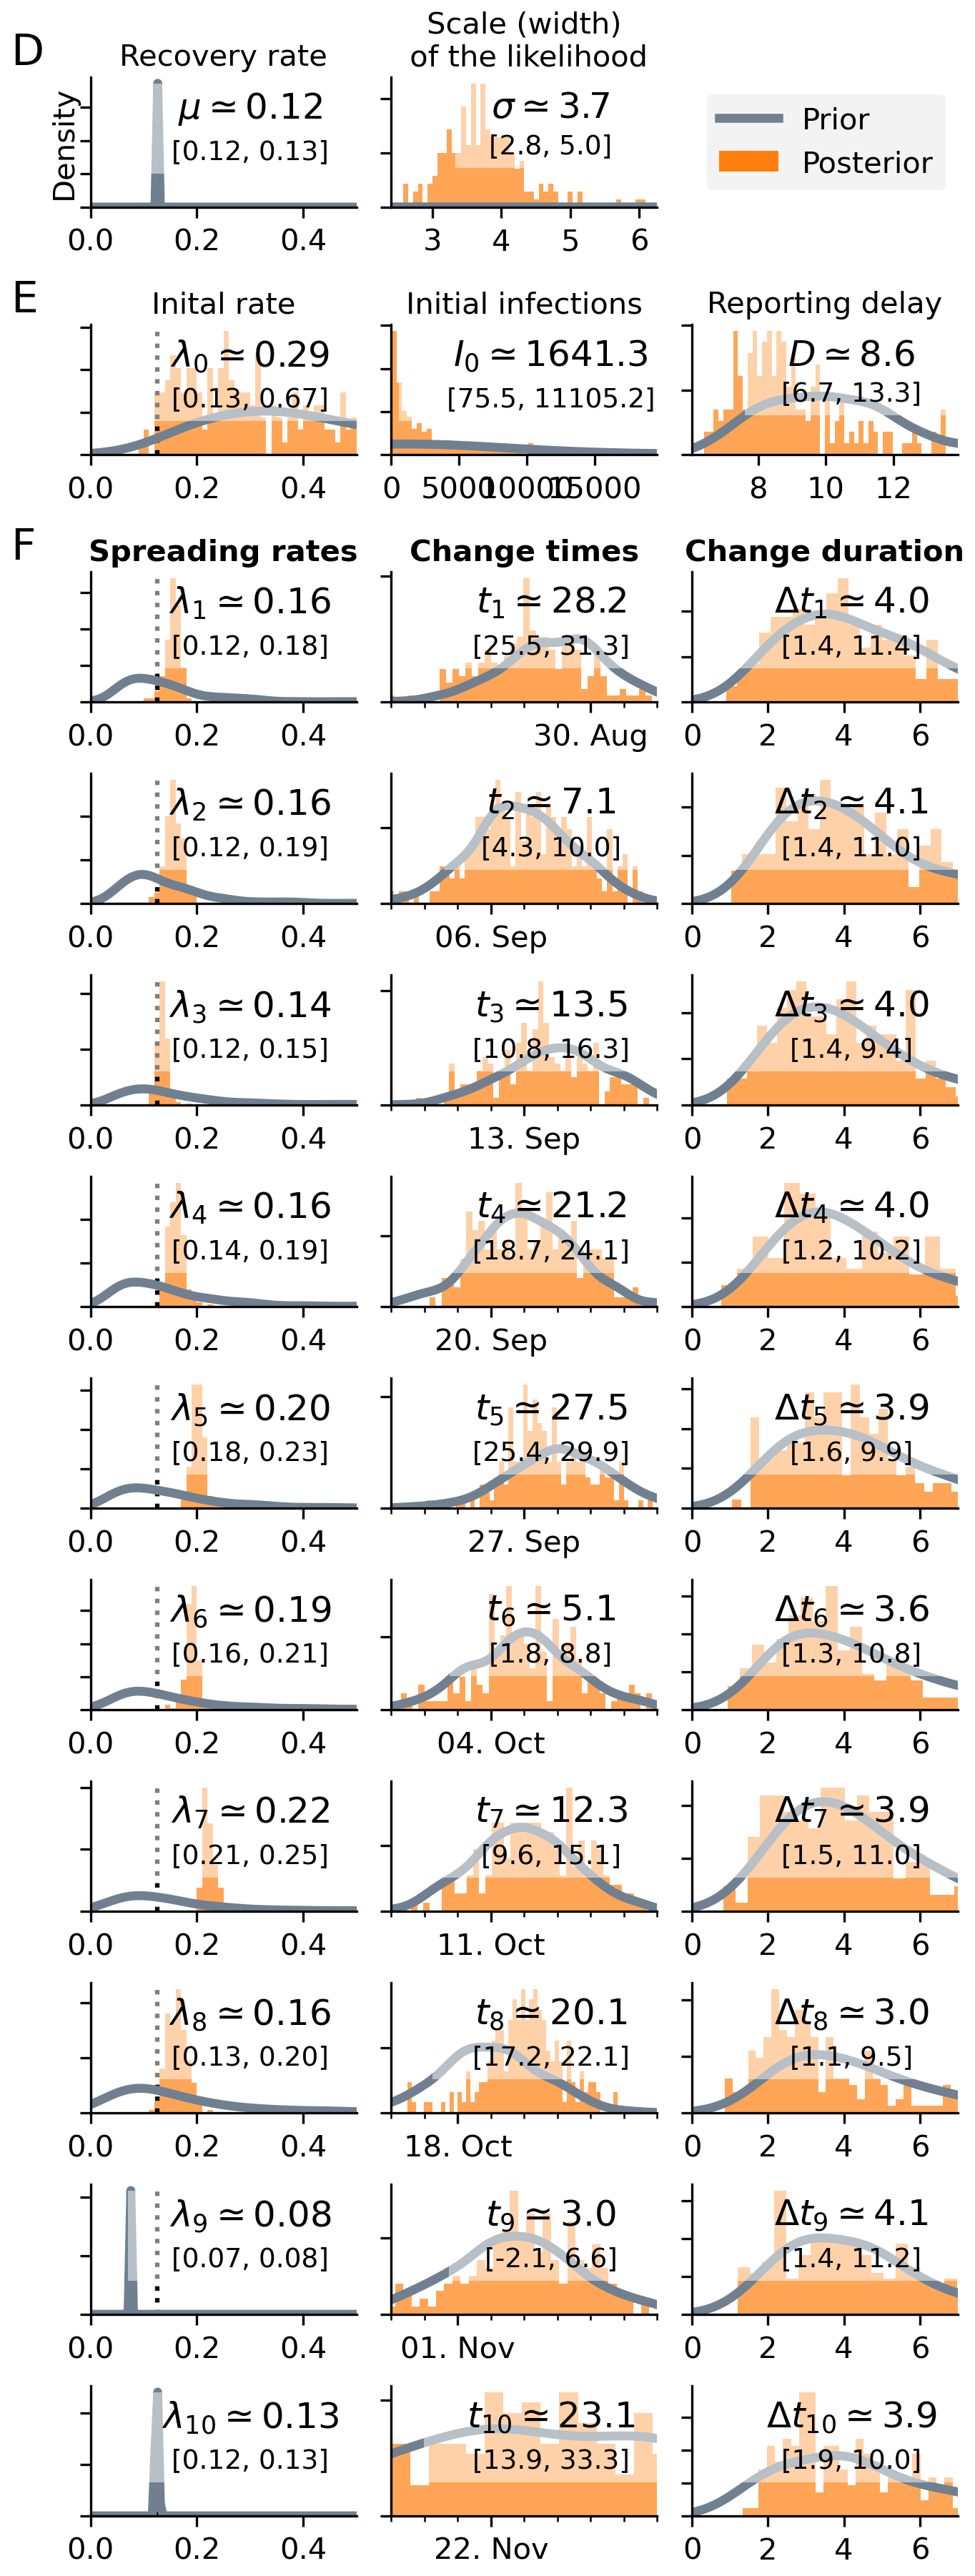 D
Recovery rate
Scale (width)
of the likelihood
Density
μ ≃ 0.12
[0.12, 0.13]
σ ≃ 3.7
[2.8, 5.0]
Prior
Posterior
0.0 0.2 0.4
3 4 5 6
E
Inital rate
Initial infections
Reporting delay
λ0 ≃ 0.29
[0.13, 0.67]
I0 ≃ 1641.3
[75.5, 11105.2]
D ≃ 8.6
[6.7, 13.3]
0.0 0.2 0.4
0 5000 10000 15000
8 10 12
F
Spreading rates
Change times
Change duration
λ1 ≃ 0.16
[0.12, 0.18]
t1 ≃ 28.2
[25.5, 31.3]
Δt1 ≃ 4.0
[1.4, 11.4]
0.0 0.2 0.4
30. Aug
0 2 4 6
λ2 ≃ 0.16
[0.12, 0.19]
t2 ≃ 7.1
[4.3, 10.0]
Δt2 ≃ 4.1
[1.4, 11.0]
0.0 0.2 0.4
06. Sep
0 2 4 6
λ3 ≃ 0.14
[0.12, 0.15]
t3 ≃ 13.5
[10.8, 16.3]
Δt3 ≃ 4.0
[1.4, 9.4]
0.0 0.2 0.4
13. Sep
0 2 4 6
λ4 ≃ 0.16
[0.14, 0.19]
t4 ≃ 21.2
[18.7, 24.1]
Δt4 ≃ 4.0
[1.2, 10.2]
0.0 0.2 0.4
20. Sep
0 2 4 6
λ5 ≃ 0.20
[0.18, 0.23]
t5 ≃ 27.5
[25.4, 29.9]
Δt5 ≃ 3.9
[1.6, 9.9]
0.0 0.2 0.4
27. Sep
0 2 4 6
λ6 ≃ 0.19
[0.16, 0.21]
t6 ≃ 5.1
[1.8, 8.8]
Δt6 ≃ 3.6
[1.3, 10.8]
0.0 0.2 0.4
04. Oct
0 2 4 6
λ7 ≃ 0.22
[0.21, 0.25]
t7 ≃ 12.3
[9.6, 15.1]
Δt7 ≃ 3.9
[1.5, 11.0]
0.0 0.2 0.4
11. Oct
0 2 4 6
λ8 ≃ 0.16
[0.13, 0.20]
t8 ≃ 20.1
[17.2, 22.1]
Δt8 ≃ 3.0
[1.1, 9.5]
0.0 0.2 0.4
18. Oct
0 2 4 6
λ9 ≃ 0.08
[0.07, 0.08]
t9 ≃ 3.0
[-2.1, 6.6]
Δt9 ≃ 4.1
[1.4, 11.2]
0.0 0.2 0.4
01. Nov
0 2 4 6
λ10 ≃ 0.13
[0.12, 0.13]
t10 ≃ 23.1
[13.9, 33.3]
Δt10 ≃ 3.9
[1.9, 10.0]
0.0 0.2 0.4
22. Nov
0 2 4 6